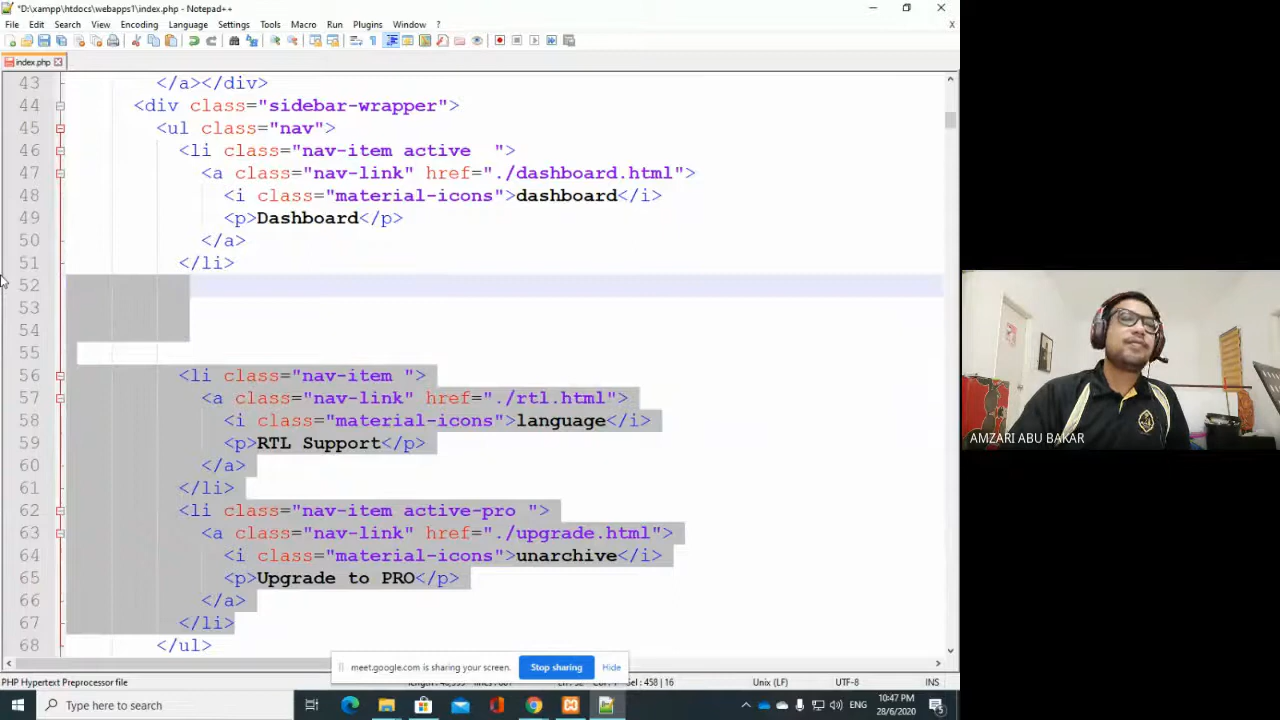 *D:\xampp\htdocs\webapps1\index.php - Notepad++
File Edit Search View Encoding Language Settings Tools Macro Run Plugins Window ?
X
index.php
43 </a></div>
44 <div class="sidebar-wrapper">
45 <ul class="nav">
46 <li class="nav-item active  ">
47 <a class="nav-link" href="./dashboard.html">
48 <i class="material-icons">dashboard</i>
49 <p>Dashboard</p>
50 </a>
51 </li>
52
53
54
55
56 <li class="nav-item ">
57 <a class="nav-link" href="./rtl.html">
58 <i class="material-icons">language</i>
59 <p>RTL Support</p>
60 </a>
61 </li>
62 <li class="nav-item active-pro ">
63 <a class="nav-link" href="./upgrade.html">
64 <i class="material-icons">unarchive</i>
65 <p>Upgrade to PRO</p>
66 </a>
67 </li>
68 </ul>
AMZARI ABU BAKAR
meet.google.com is sharing your screen. Stop sharing Hide
PHP Hypertext Preprocessor file Unix (LF) UTF-8 INS
Type here to search
ENG
10:47 PM
28/6/2020
5